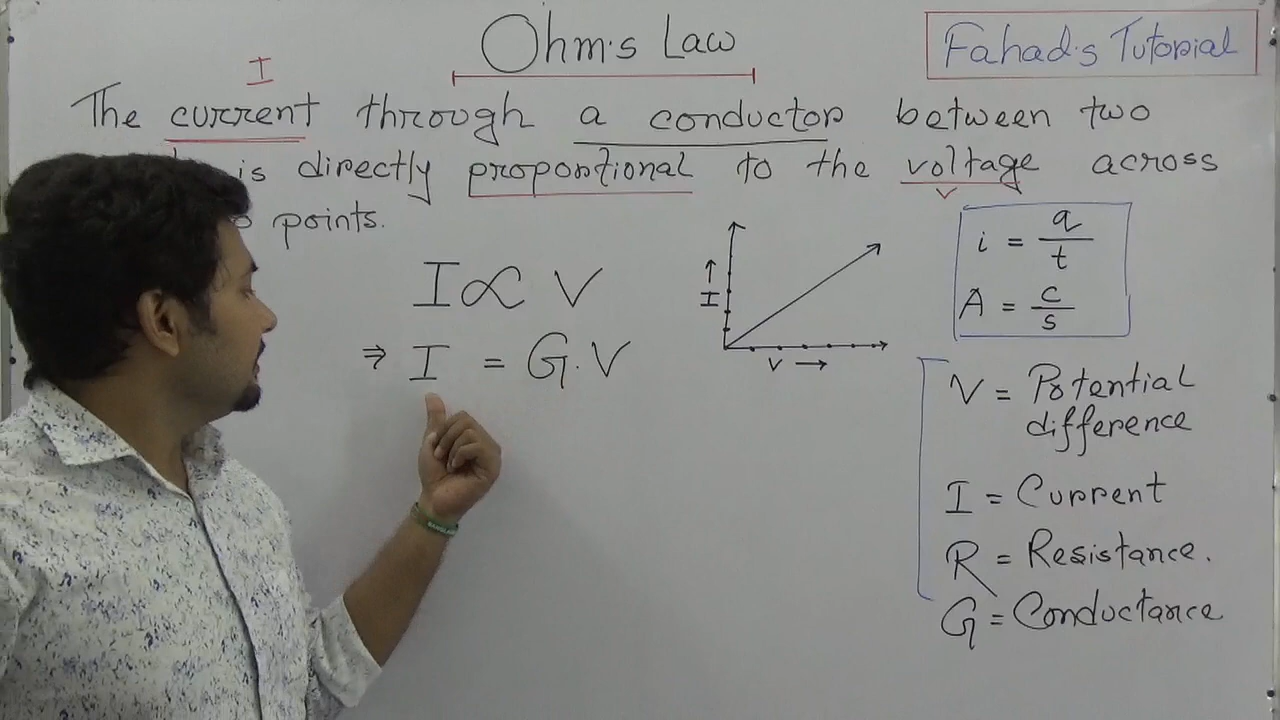 Ohm's Law
Fahad's Tutorial
I
The current through a conductor between two
is directly proportional to the voltage across
V
points.
I ∝ V
⇒ I = G.V
I →
V →
i = q/t
A = c/s
V = Potential
difference
I = Current
R = Resistance.
G = Conductance